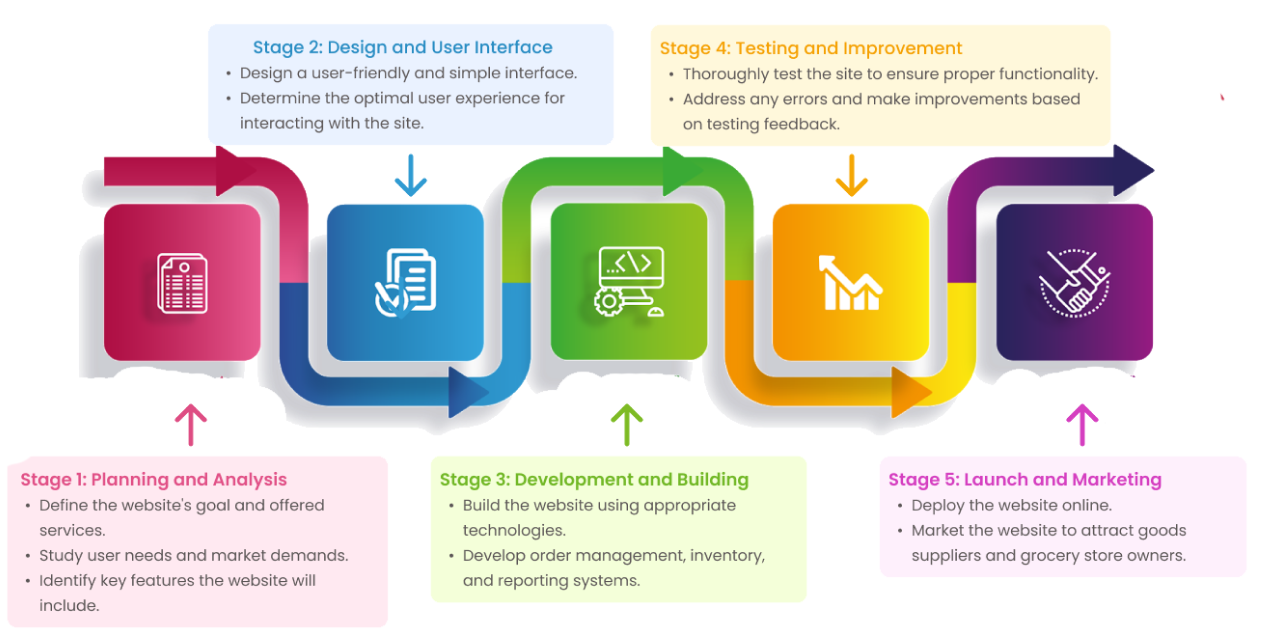 Stage 2: Design and User Interface
• Design a user-friendly and simple interface.
• Determine the optimal user experience for
interacting with the site.
Stage 4: Testing and Improvement
• Thoroughly test the site to ensure proper functionality.
• Address any errors and make improvements based
on testing feedback.
Stage 1: Planning and Analysis
• Define the website's goal and offered
services.
• Study user needs and market demands.
• Identify key features the website will
include.
Stage 3: Development and Building
• Build the website using appropriate
technologies.
• Develop order management, inventory,
and reporting systems.
Stage 5: Launch and Marketing
• Deploy the website online.
• Market the website to attract goods
suppliers and grocery store owners.